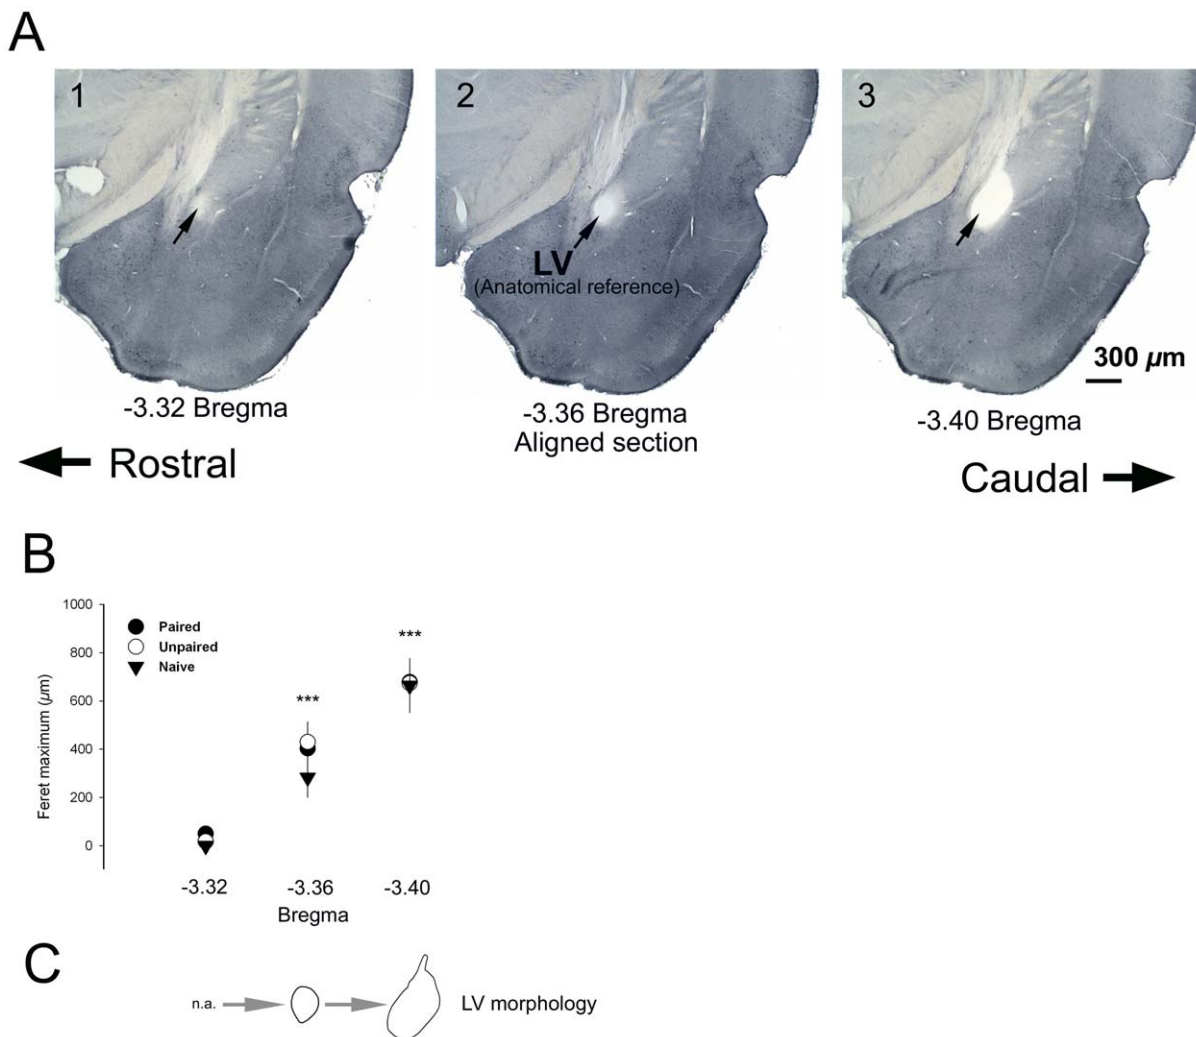 A
1
2
3
LV
(Anatomical reference)
300 µm
-3.32 Bregma
-3.36 Bregma
Aligned section
-3.40 Bregma
Rostral
Caudal
B
1000
800
600
400
200
0
Feret maximum (µm)
Paired
Unpaired
Naive
***
***
-3.32
-3.36
-3.40
Bregma
C
n.a.
LV morphology